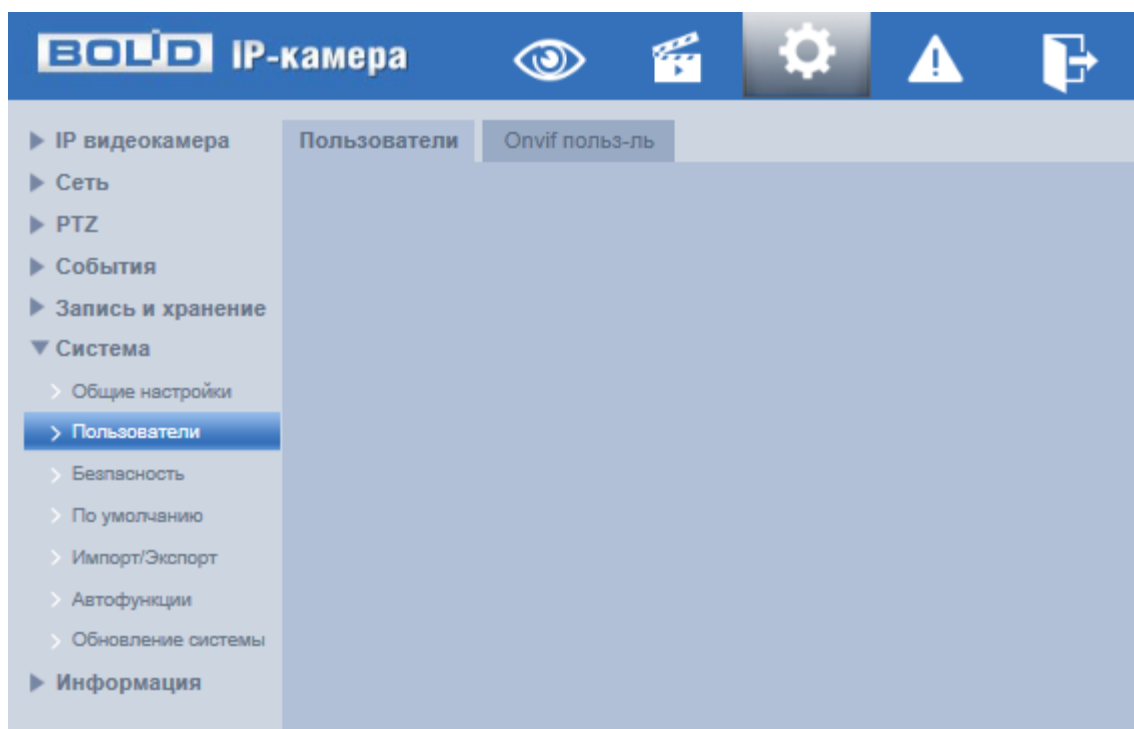 BOLID IP-камера
Пользователи Onvif польз-ль
IP видеокамера
Сеть
PTZ
События
Запись и хранение
Система
Общие настройки
Пользователи
Безпасность
По умолчанию
Импорт/Экспорт
Автофункции
Обновление системы
Информация